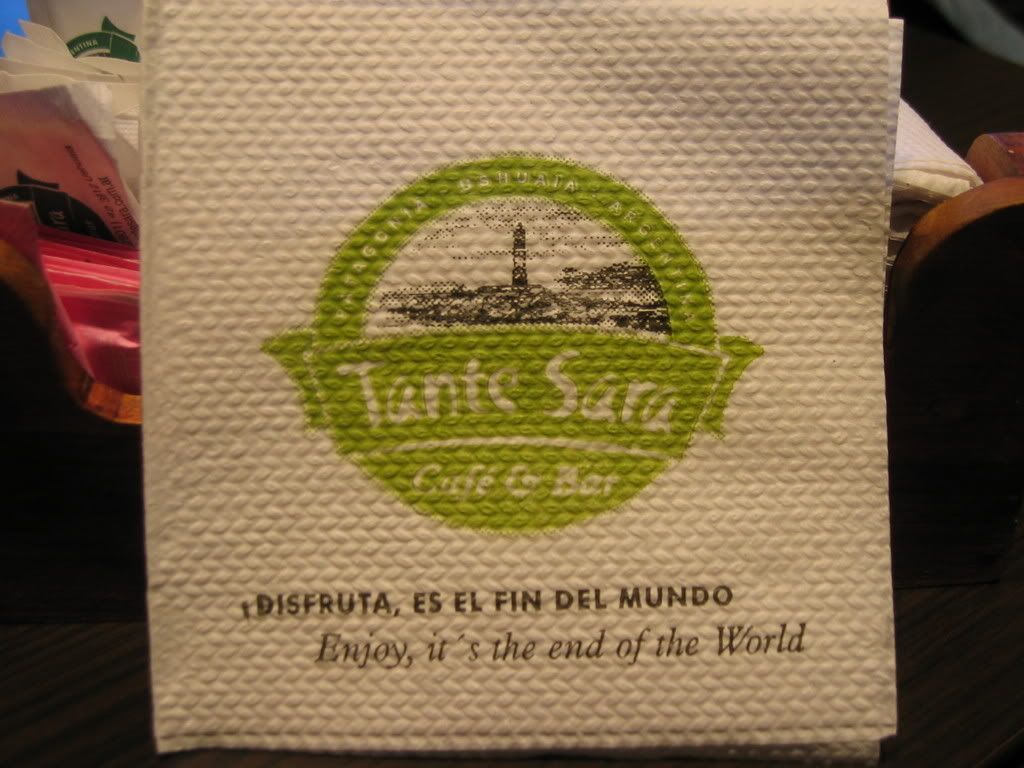 PATAGONIA USHUAIA ARGENTINA
Tante Sara
Café & Bar
¡DISFRUTA, ES EL FIN DEL MUNDO
Enjoy, it´s the end of the World